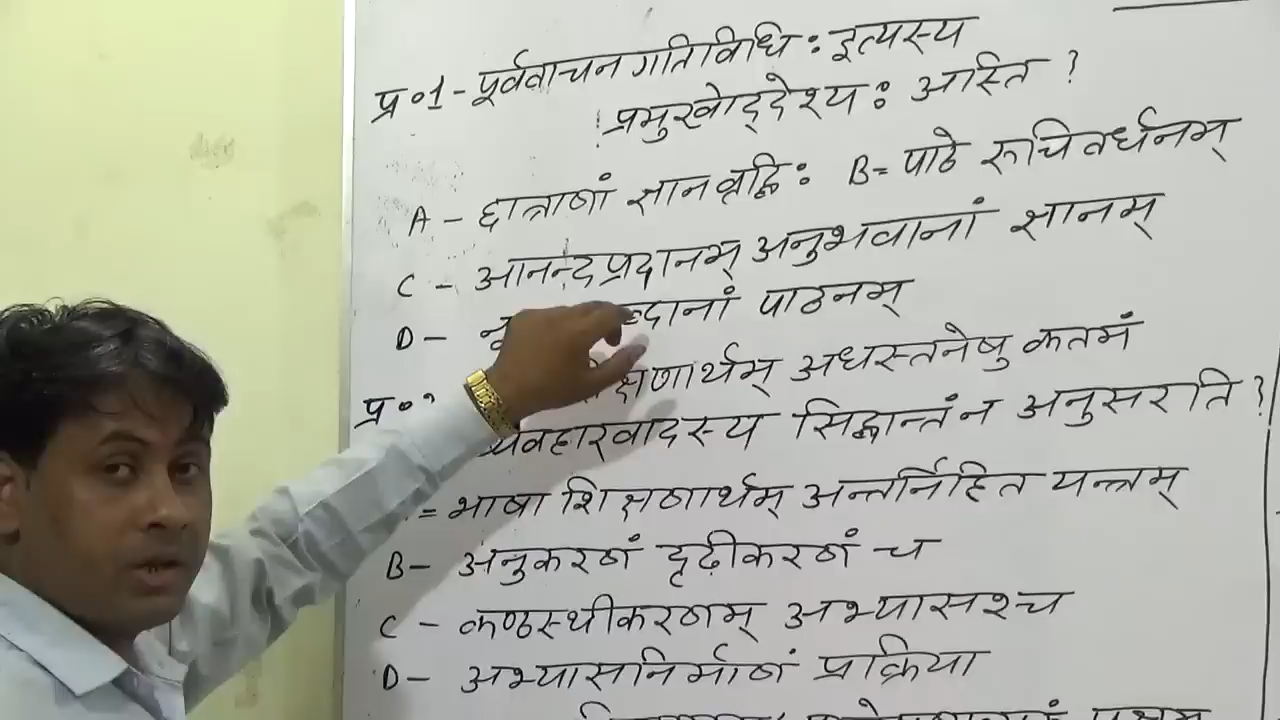 प्र०1- पूर्ववाचन गतिविधि: इत्यस्य
प्रमुखोद्देश्य: अस्ति ?
A - छात्राणां ज्ञानवृद्धि: B= पाठे रूचिवर्धनम्
C - आनन्दप्रदानम् अनुभवानां ज्ञानम्
D- पाठनम्
प्र० अधस्तनेषु कतमं
व्यवहारवादस्य सिद्धान्तं न अनुसरति ?
= भाषा शिक्षणार्थम् अन्तर्निहित यन्त्रम्
B- अनुकरणं दृढ़ीकरणं च
C - कण्ठस्थीकरणम् अभ्यासश्च
D- अभ्यासनिर्माणं प्रक्रिया